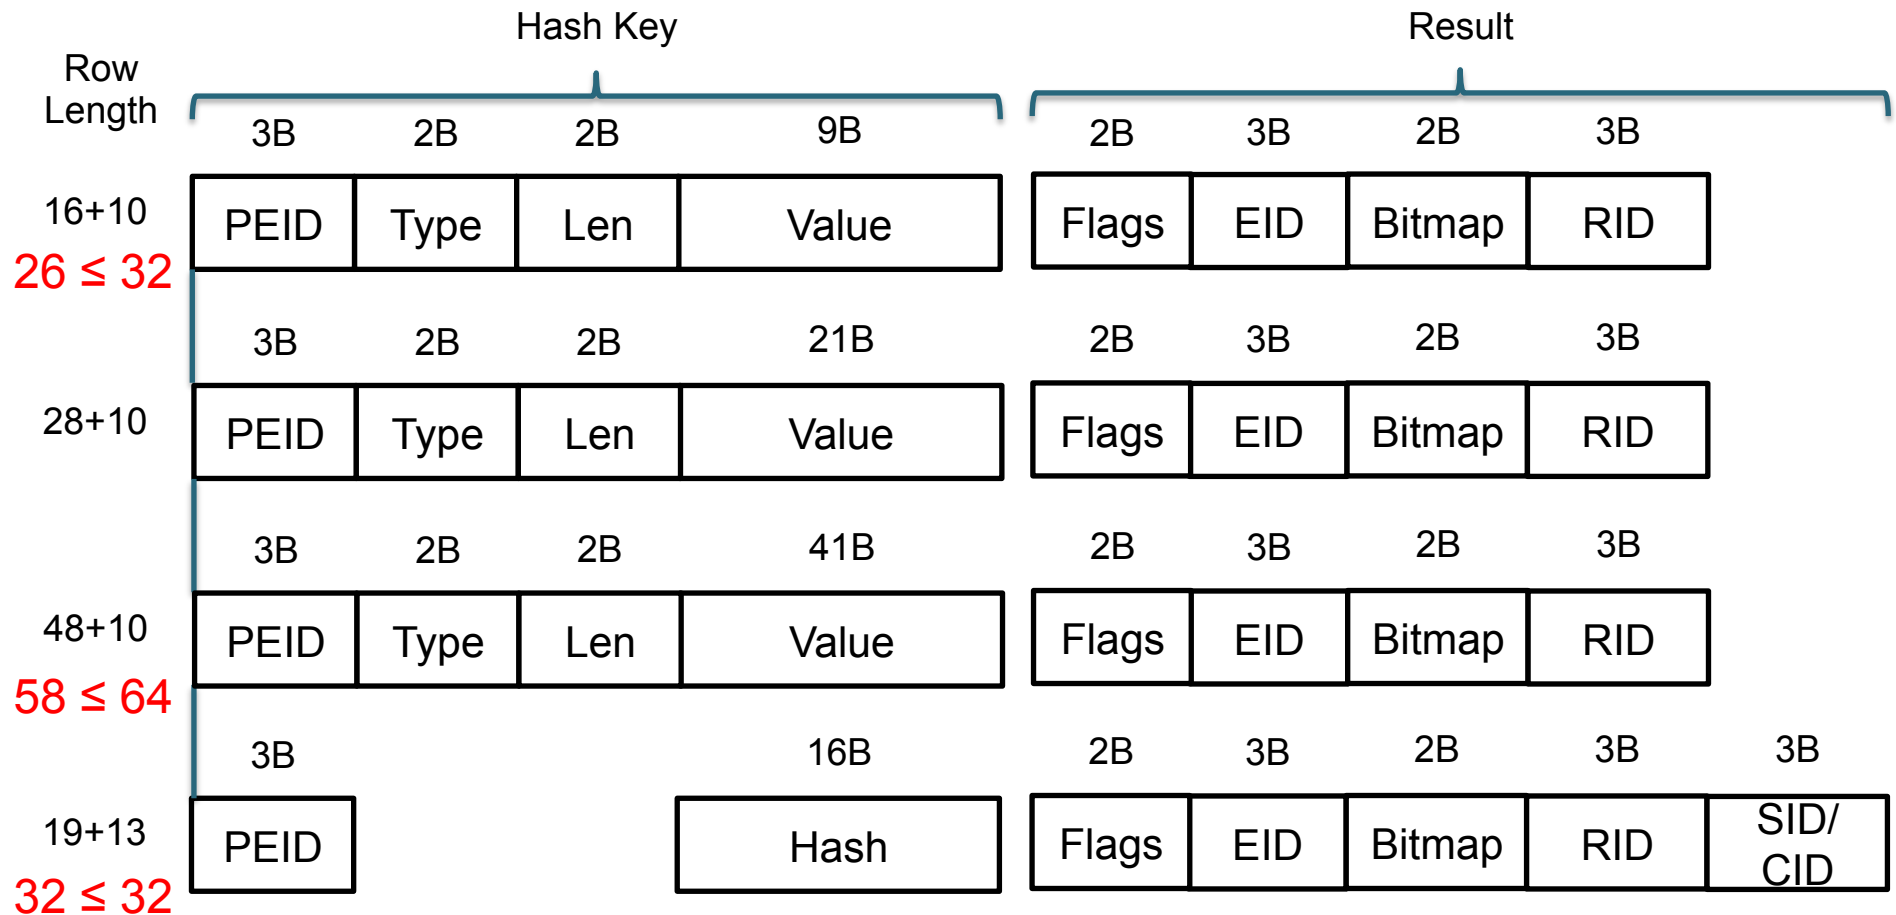 Hash Key
Result
Row
Length
3B 2B 2B 9B 2B 3B 2B 3B
16+10 PEID Type Len Value Flags EID Bitmap RID
26 ≤ 32
3B 2B 2B 21B 2B 3B 2B 3B
28+10 PEID Type Len Value Flags EID Bitmap RID
3B 2B 2B 41B 2B 3B 2B 3B
48+10 PEID Type Len Value Flags EID Bitmap RID
58 ≤ 64
3B 16B 2B 3B 2B 3B 3B
19+13 PEID Hash Flags EID Bitmap RID SID/
CID
32 ≤ 32